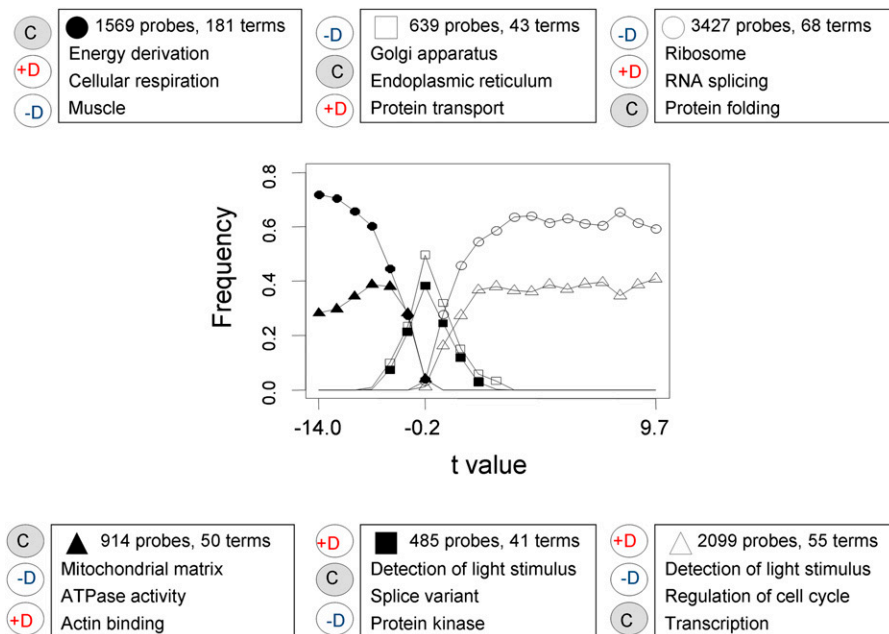 C
+D
-D
1569 probes, 181 terms
Energy derivation
Cellular respiration
Muscle
-D
C
+D
639 probes, 43 terms
Golgi apparatus
Endoplasmic reticulum
Protein transport
-D
+D
C
3427 probes, 68 terms
Ribosome
RNA splicing
Protein folding
Frequency
0.8
0.6
0.4
0.2
0.0
-14.0 -0.2 9.7
t value
C
-D
+D
914 probes, 50 terms
Mitochondrial matrix
ATPase activity
Actin binding
+D
C
-D
485 probes, 41 terms
Detection of light stimulus
Splice variant
Protein kinase
+D
-D
C
2099 probes, 55 terms
Detection of light stimulus
Regulation of cell cycle
Transcription